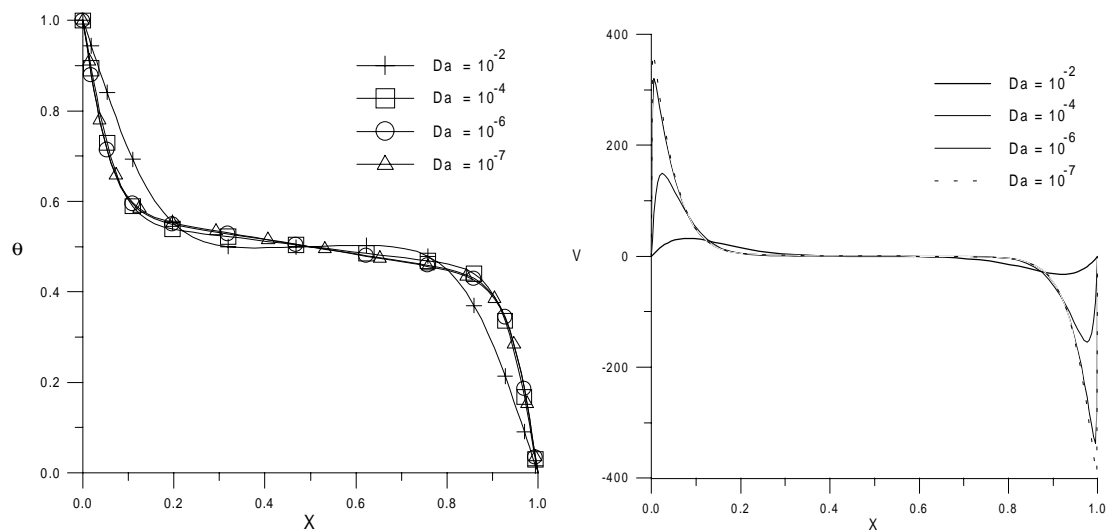 1.0
0.8
0.6
0.4
0.2
0.0
θ
0.0 0.2 0.4 0.6 0.8 1.0
X
Da = 10^-2
Da = 10^-4
Da = 10^-6
Da = 10^-7
400
200
0
-200
-400
V
0.0 0.2 0.4 0.6 0.8 1.0
X
Da = 10^-2
Da = 10^-4
Da = 10^-6
Da = 10^-7